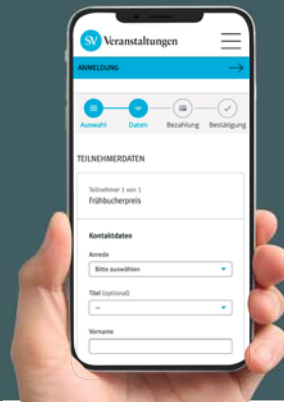 SV Veranstaltungen
ANMELDUNG
Auswahl Daten Bezahlung Bestätigung
TEILNEHMERDATEN
Teilnehmer 1 von 1
Frühbucherpreis
Kontaktdaten
Anrede
Bitte auswählen
Titel (optional)
--
Vorname